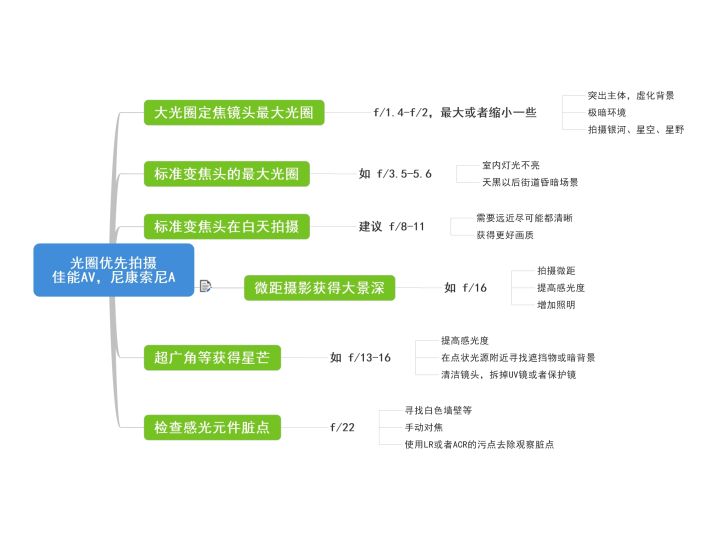 大光圈定焦镜头最大光圈
f/1.4-f/2，最大或者缩小一些
突出主体，虚化背景
极暗环境
拍摄银河、星空、星野
标准变焦头的最大光圈
如 f/3.5-5.6
室内灯光不亮
天黑以后街道昏暗场景
标准变焦头在白天拍摄
建议 f/8-11
需要远近尽可能都清晰
获得更好画质
光圈优先拍摄
佳能AV，尼康索尼A
微距摄影获得大景深
如 f/16
拍摄微距
提高感光度
增加照明
超广角等获得星芒
如 f/13-16
提高感光度
在点状光源附近寻找遮挡物或暗背景
清洁镜头，拆掉UV镜或者保护镜
检查感光元件脏点
f/22
寻找白色墙壁等
手动对焦
使用LR或者ACR的污点去除观察脏点